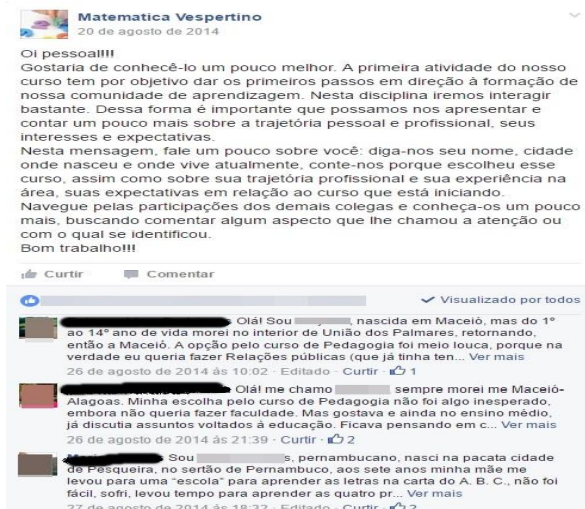 Matematica Vespertino
20 de agosto de 2014
Oi pessoal!!!
Gostaria de conhecê-lo um pouco melhor. A primeira atividade do nosso
curso tem por objetivo dar os primeiros passos em direção à formação de
nossa comunidade de aprendizagem. Nesta disciplina iremos interagir
bastante. Dessa forma é importante que possamos nos apresentar e
contar um pouco mais sobre a trajetória pessoal e profissional, seus
interesses e expectativas.
Nesta mensagem, fale um pouco sobre você: diga-nos seu nome, cidade
onde nasceu e onde vive atualmente, conte-nos porque escolheu esse
curso, assim como sobre sua trajetória profissional e sua experiência na
área, suas expectativas em relação ao curso que está iniciando.
Navegue pelas participações dos demais colegas e conheça-os um pouco
mais, buscando comentar algum aspecto que lhe chamou a atenção ou
com o qual se identificou.
Bom trabalho!!!
Curtir Comentar
Visualizado por todos
Olá! Sou , nascida em Maceió, mas do 1º
ao 14º ano de vida morei no interior de União dos Palmares, retornando,
então a Maceió. A opção pelo curso de Pedagogia foi meio louca, porque na
verdade eu queria fazer Relações públicas (que já tinha ten... Ver mais
26 de agosto de 2014 às 10:02 · Editado · Curtir · 1
Olá! me chamo sempre morei me Maceió-
Alagoas. Minha escolha pelo curso de Pedagogia não foi algo inesperado,
embora não queria fazer faculdade. Mas gostava e ainda no ensino médio,
já discutia assuntos voltados à educação. Ficava pensando em c... Ver mais
26 de agosto de 2014 às 21:39 · Curtir · 2
Sou s, pernambucano, nasci na pacata cidade
de Pesqueira, no sertão de Pernambuco, aos sete anos minha mãe me
levou para uma "escola" para aprender as letras na carta do A. B. C., não foi
fácil, sofri, levou tempo para aprender as quatro pr... Ver mais
27 de agosto de 2014 às 18:22 · Editado · Curtir · 2